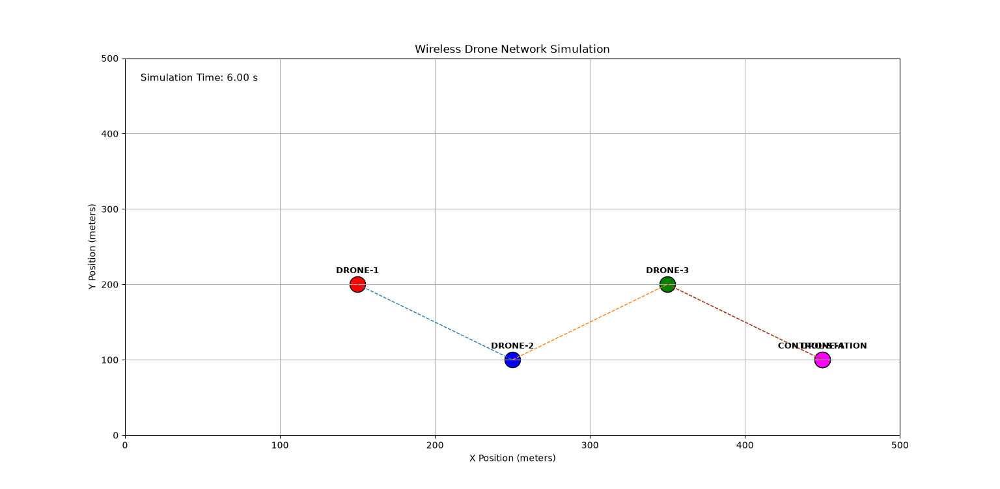 Wireless Drone Network Simulation
500
Simulation Time: 6.00 s
400
300
Y Position (meters)
200
DRONE-1
DRONE-3
DRONE-2
100
0
0
100
200
300
400
500
X Position (meters)